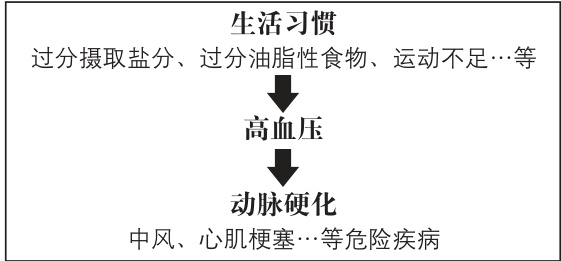 生活习惯
过分摄取盐分、过分油脂性食物、运动不足…等
高血压
动脉硬化
中风、心肌梗塞…等危险疾病